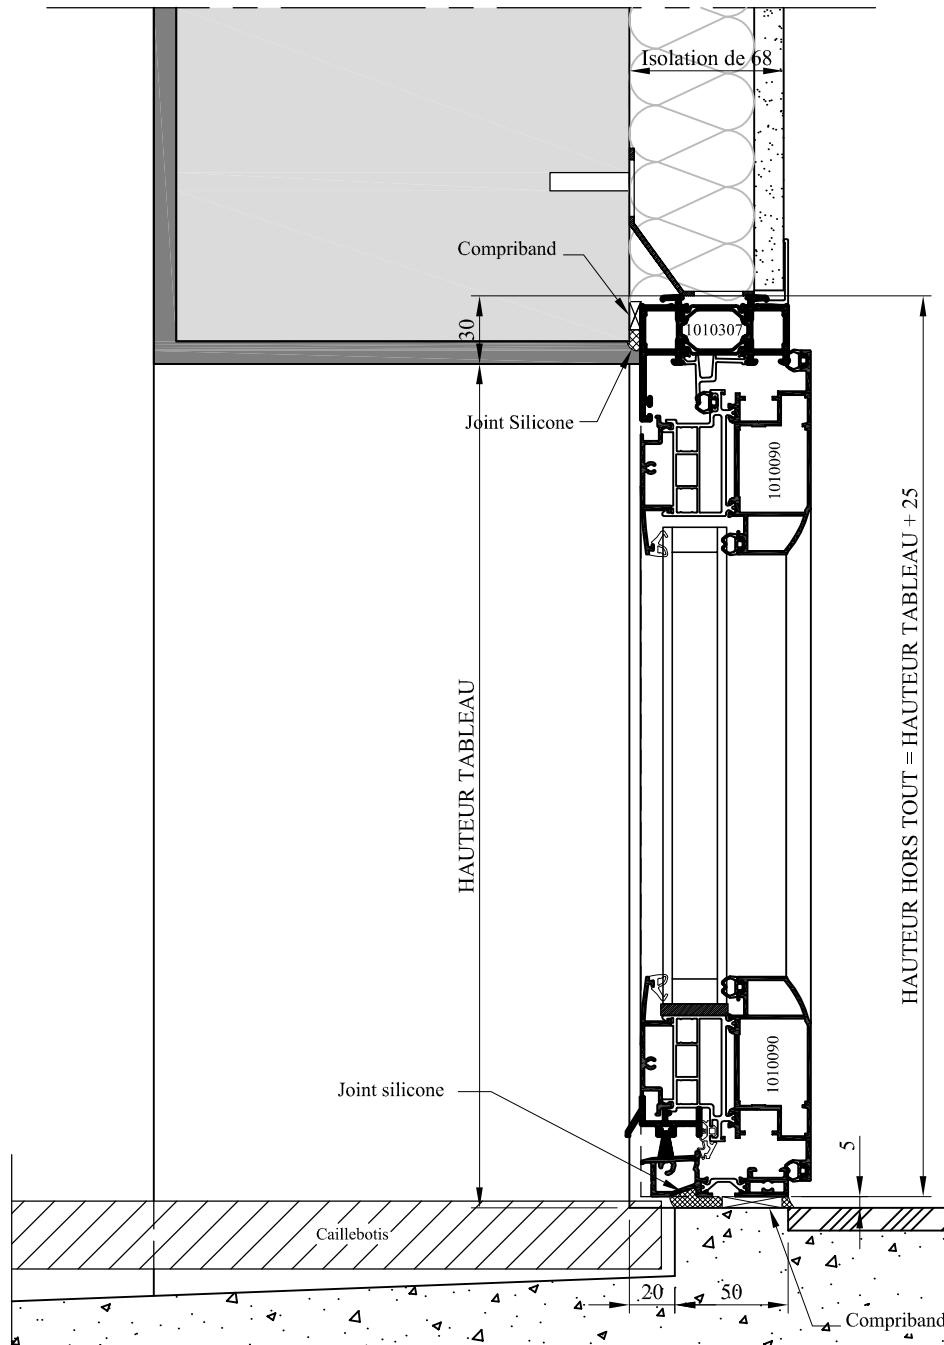 Isolation de 68
Compriband
30
1010307
Joint Silicone
1010090
HAUTEUR TABLEAU
HAUTEUR HORS TOUT = HAUTEUR TABLEAU + 25
1010090
Joint silicone
5
Caillebotis
20
50
Compriband